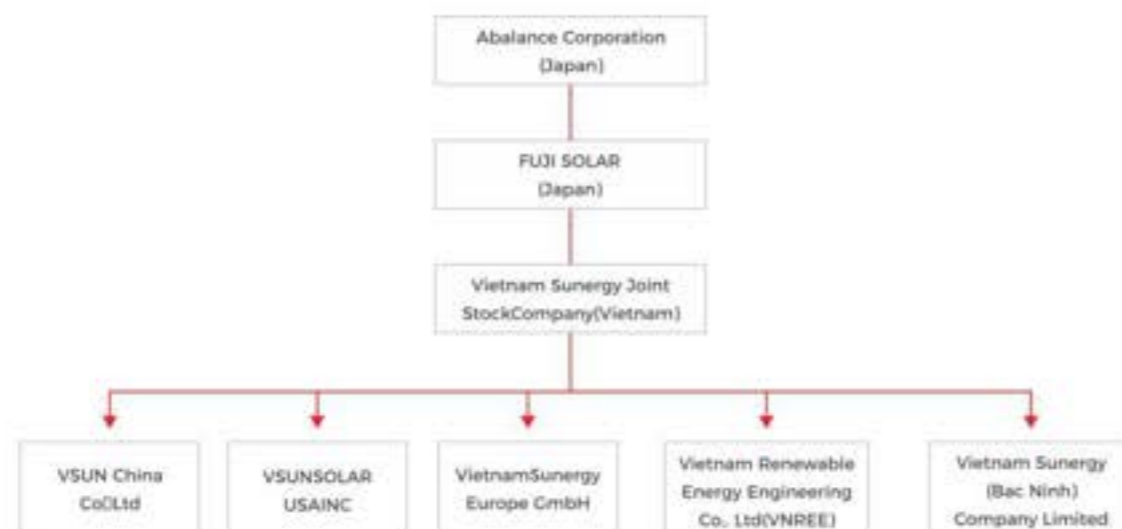 Abalance Corporation
(Japan)
FUJI SOLAR
(Japan)
Vietnam Sunergy Joint
StockCompany(Vietnam)
VSUN China
Co▯Ltd
VSUNSOLAR
USAINC
VietnamSunergy
Europe GmbH
Vietnam Renewable
Energy Engineering
Co., Ltd(VNREE)
Vietnam Sunergy
(Bac Ninh)
Company Limited